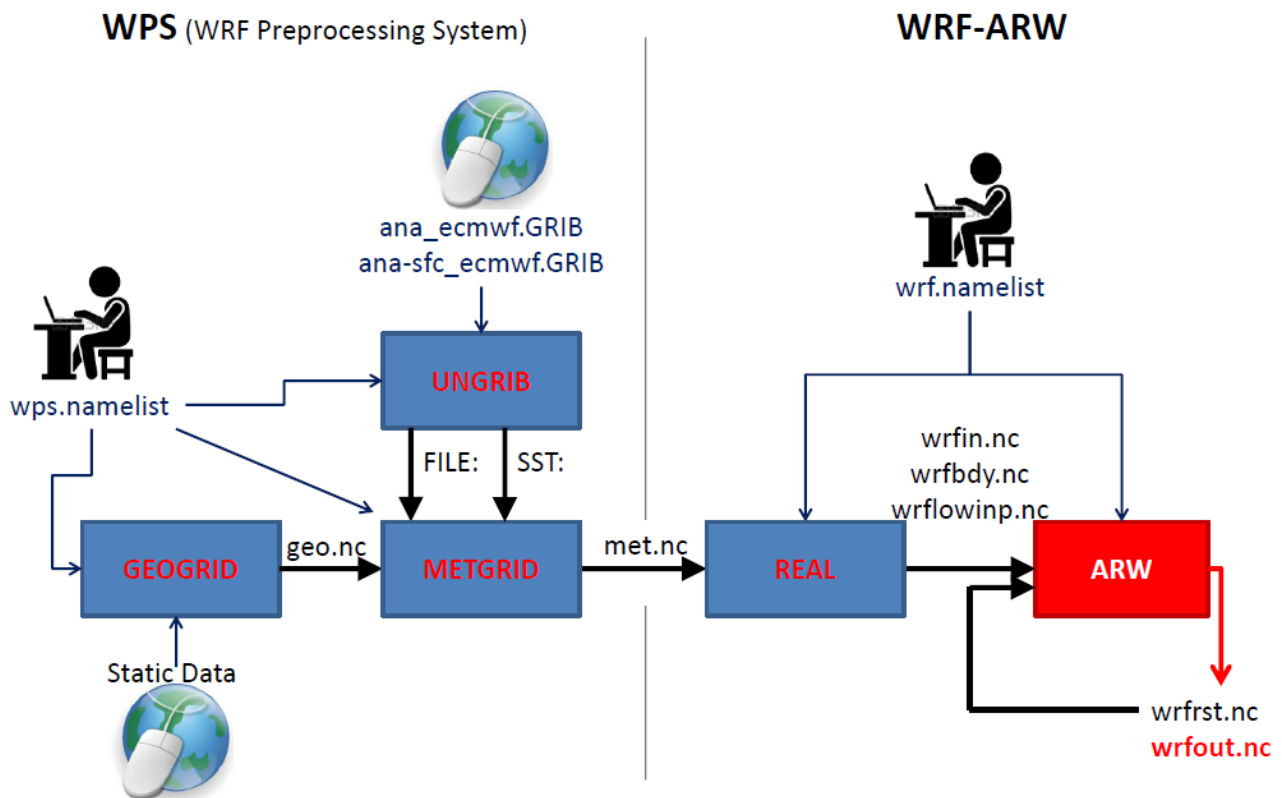 WPS (WRF Preprocessing System)
WRF-ARW
ana_ecmwf.GRIB
ana-sfc_ecmwf.GRIB
wrf.namelist
UNGRIB
wps.namelist
FILE:
SST:
wrfin.nc
wrfbdy.nc
wrflowinp.nc
GEOGRID
geo.nc
METGRID
met.nc
REAL
ARW
Static Data
wrfrst.nc
wrfout.nc